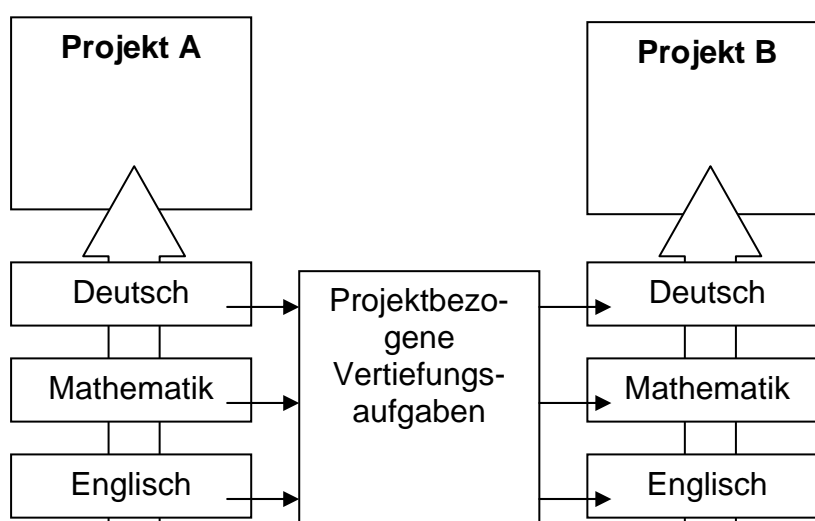 Projekt A
Projekt B
Deutsch
Mathematik
Englisch
Projektbezo-
gene
Vertiefungs-
aufgaben
Deutsch
Mathematik
Englisch